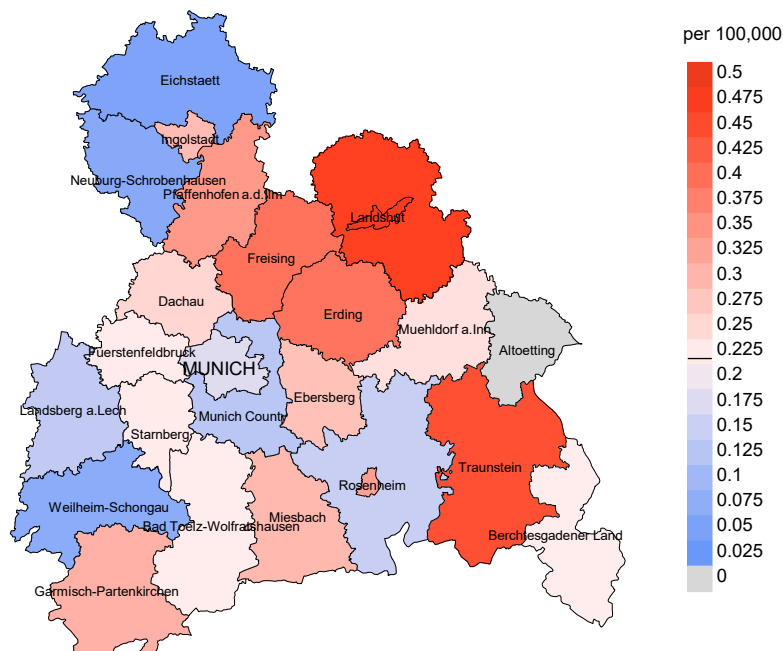 per 100,000
0.5
0.475
0.45
0.425
0.4
0.375
0.35
0.325
0.3
0.275
0.25
0.225
0.2
0.175
0.15
0.125
0.1
0.075
0.05
0.025
0
Eichstaett
Ingolstadt
Neuburg-Schrobenhausen
Pfaffenhofen a.d.Ilm
Landshut
Freising
Dachau
Erding
Muehldorf a.Inn
Altoetting
Fuerstenfeldbruck
MUNICH
Ebersberg
Landsberg a.Lech
Munich County
Starnberg
Traunstein
Rosenheim
Weilheim-Schongau
Miesbach
Bad Toelz-Wolfratshausen
Berchtesgadener Land
Garmisch-Partenkirchen